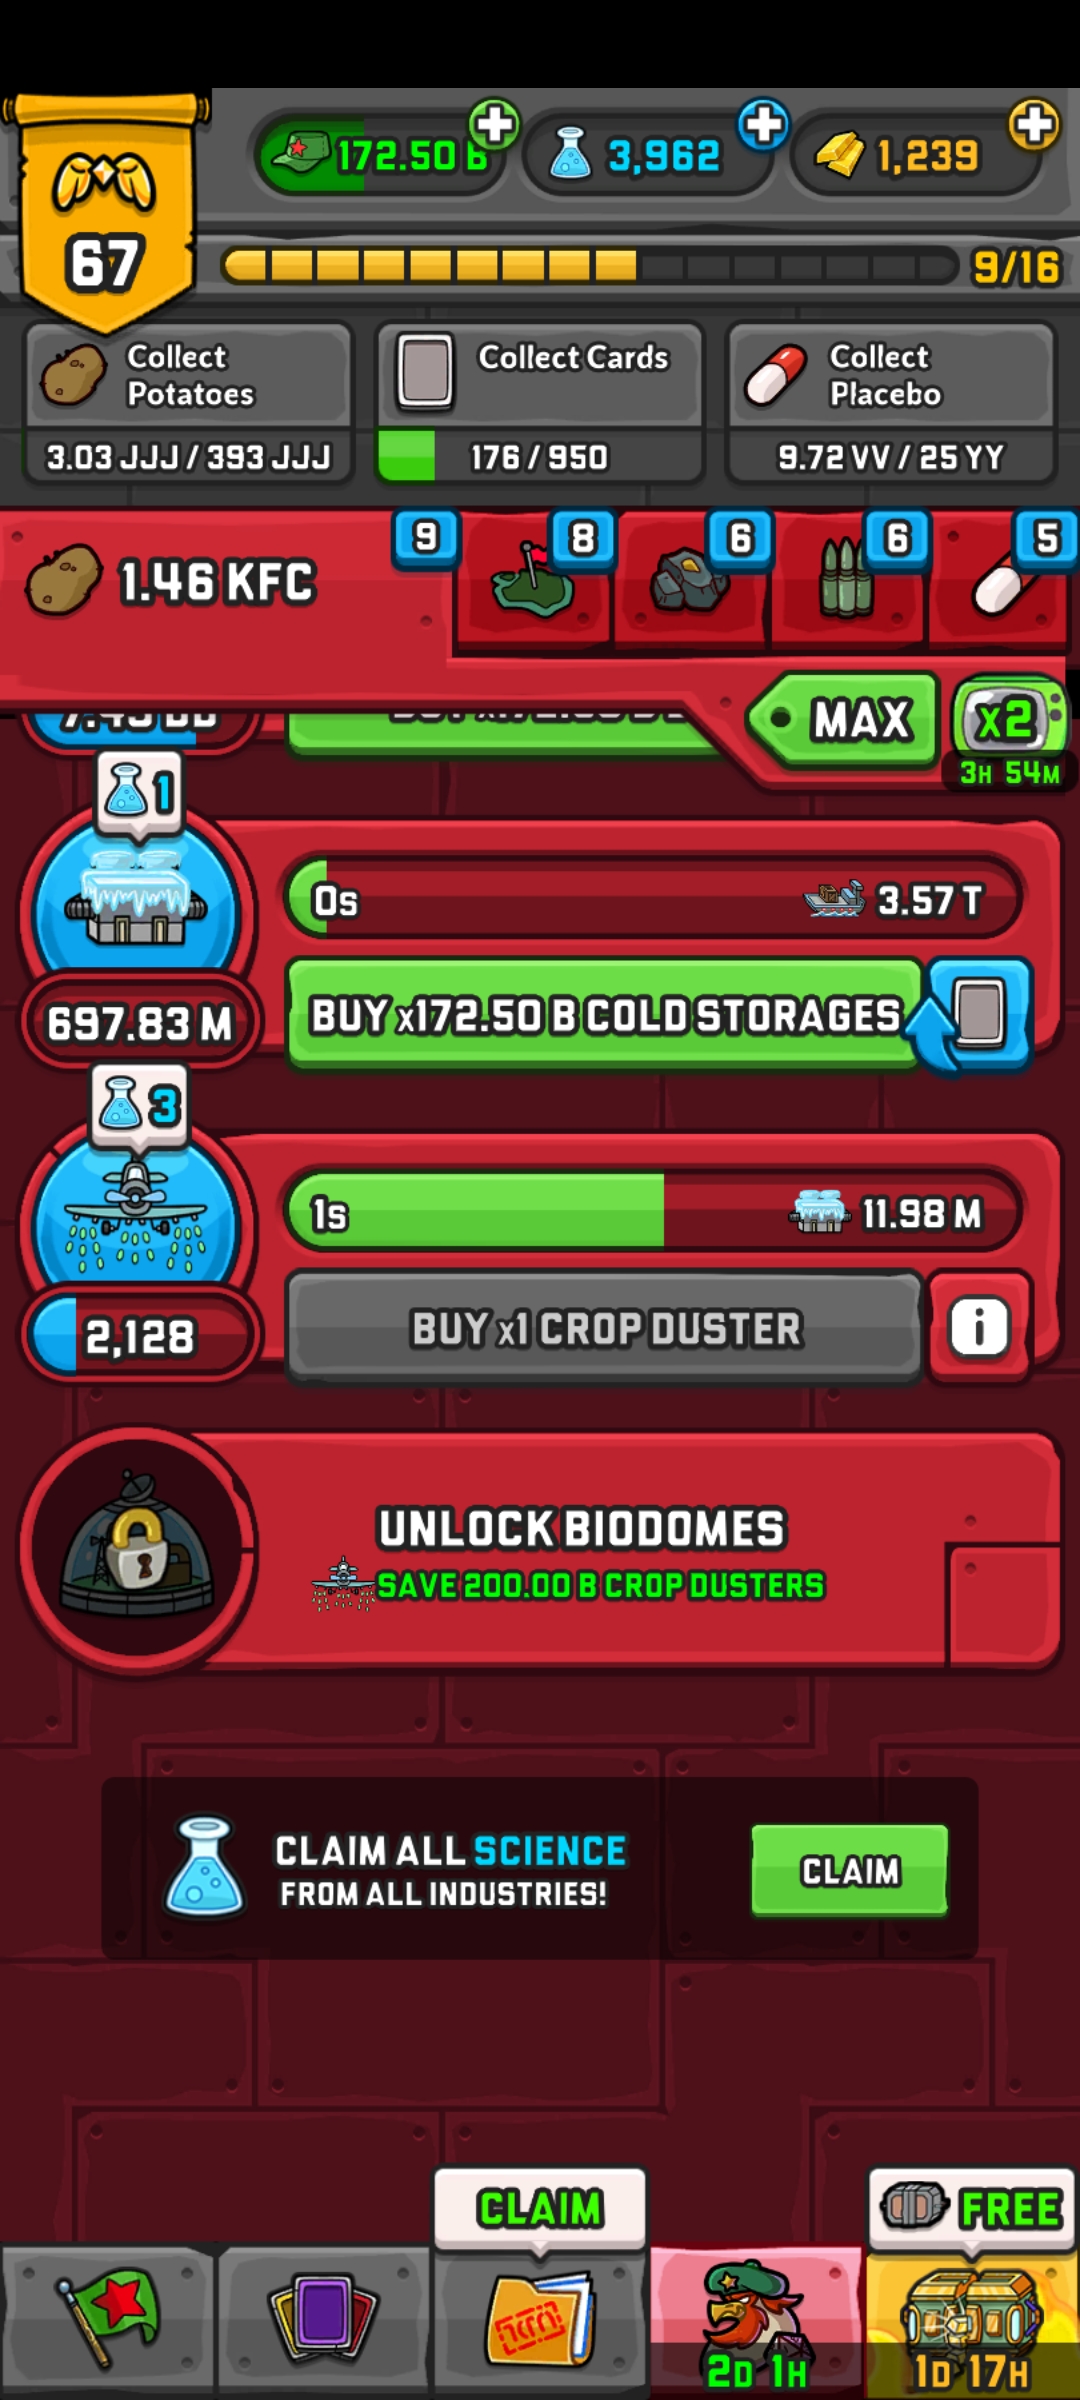 67
172.50 B
3,962
1,239
9/16
Collect Potatoes
3.03 JJJ / 393 JJJ
Collect Cards
176 / 950
Collect Placebo
9.72 VV / 25 YY
1.46 KFC
9
8
6
6
5
MAX
x2
3H 54M
1
0s
3.57 T
697.83 M
BUY x172.50 B COLD STORAGES
3
1s
11.98 M
2,128
BUY x1 CROP DUSTER
i
UNLOCK BIODOMES
SAVE 200.00 B CROP DUSTERS
CLAIM ALL SCIENCE
FROM ALL INDUSTRIES!
CLAIM
CLAIM
FREE
2D 1H
1D 17H